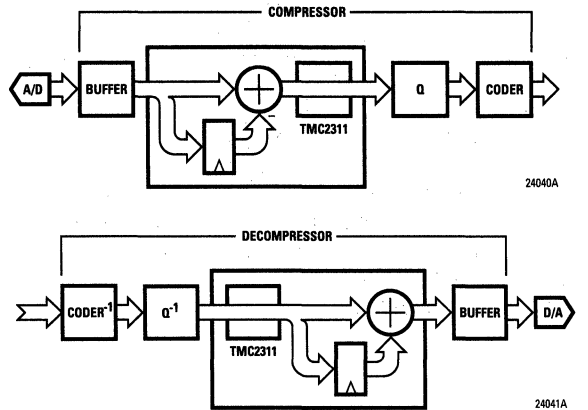 COMPRESSOR
A/D
BUFFER
+
−
TMC2311
Q
CODER
24040A
DECOMPRESSOR
CODER⁻¹
Q⁻¹
TMC2311
+
BUFFER
D/A
24041A